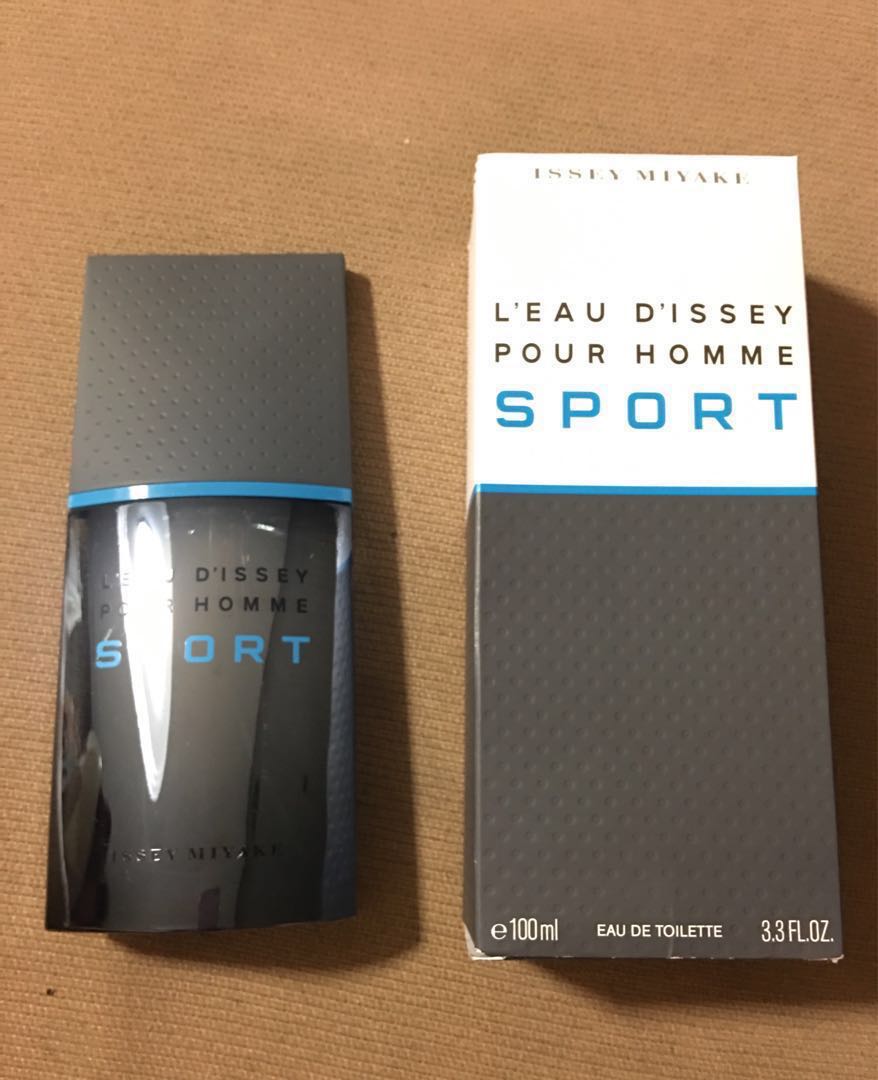 L'EAU D'ISSEY
POUR HOMME
SPORT
ISSEY MIYAKE
ISSEY MIYAKE
L'EAU D'ISSEY
POUR HOMME
SPORT
e100ml EAU DE TOILETTE 3.3 FL.OZ.